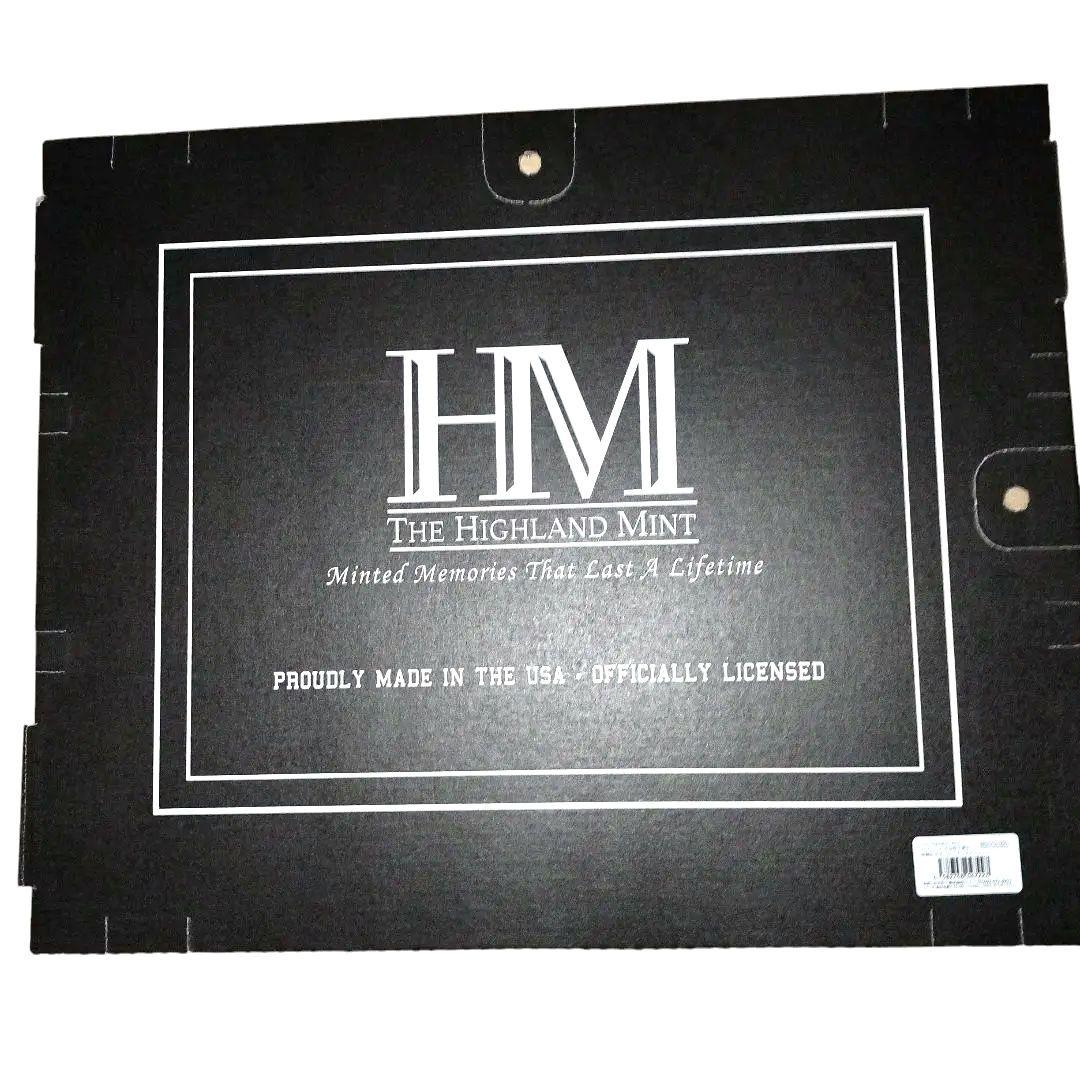 HM
THE HIGHLAND MINT
Minted Memories That Last A Lifetime
PROUDLY MADE IN THE USA - OFFICIALLY LICENSED